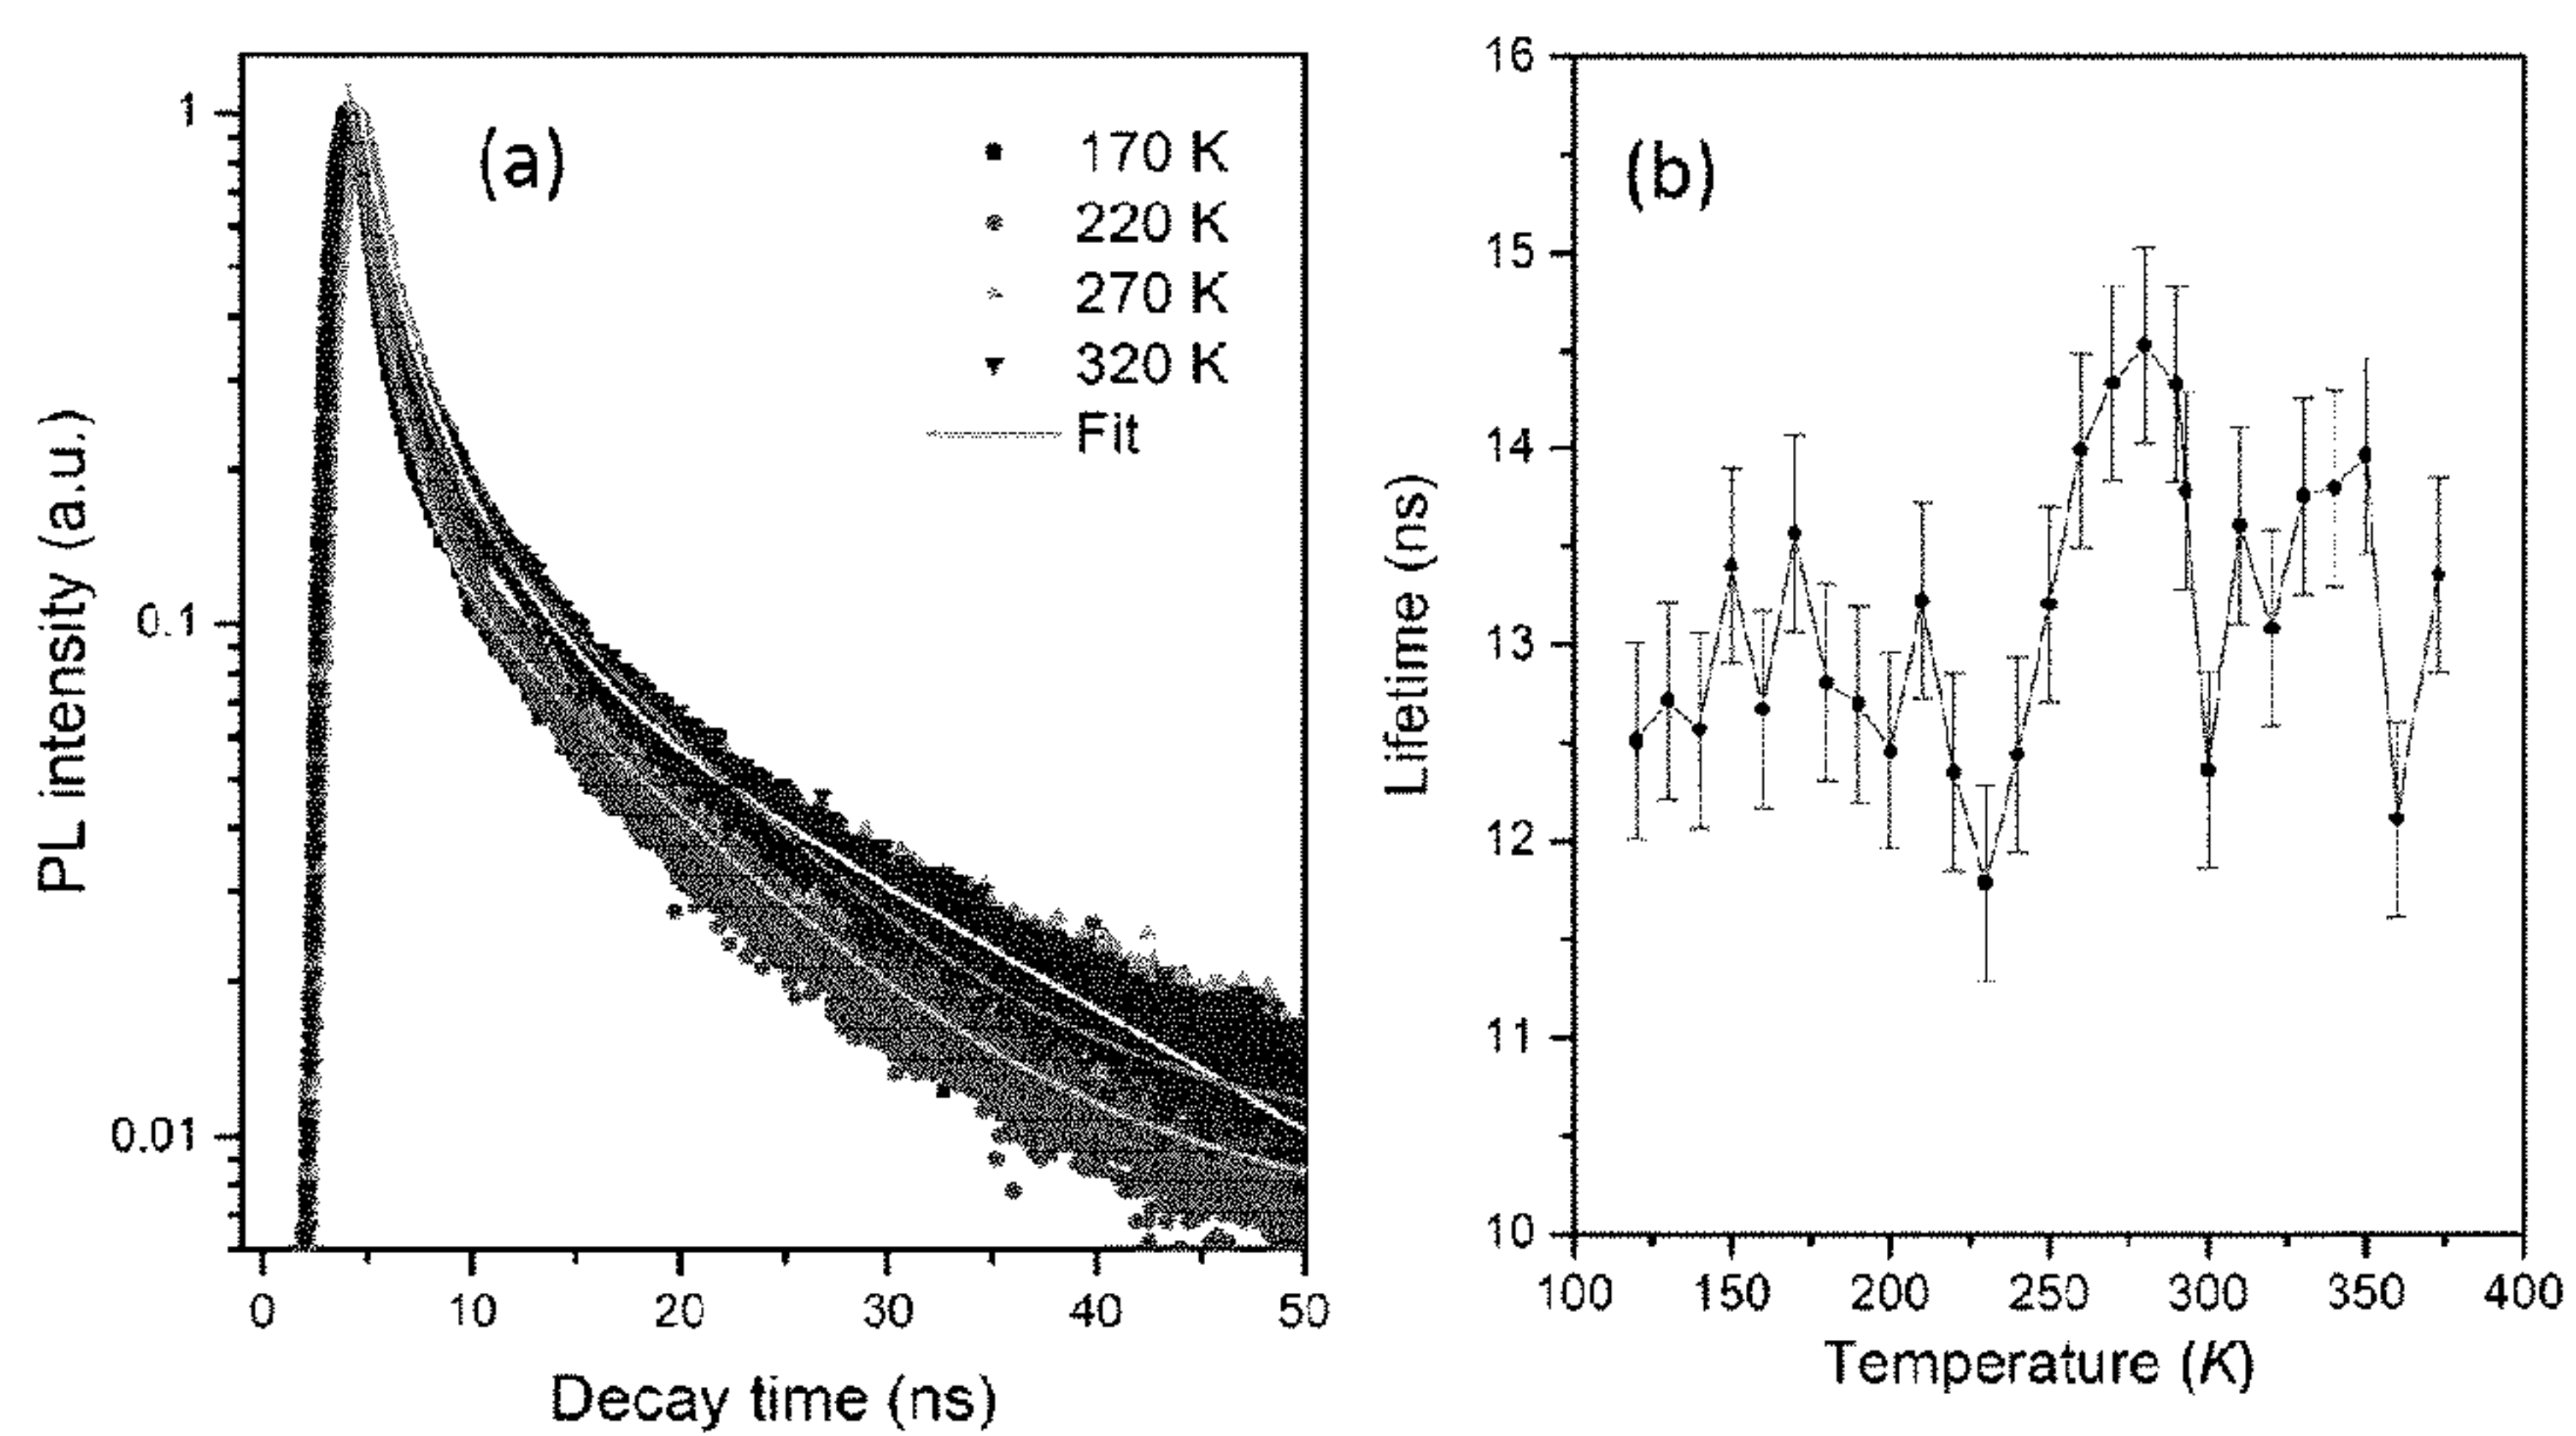 (a)
170 K
220 K
270 K
320 K
Fit
1
0.1
0.01
PL intensity (a.u.)
0 10 20 30 40 50
Decay time (ns)
(b)
16
15
14
13
12
11
10
Lifetime (ns)
100 150 200 250 300 350 400
Temperature (K)